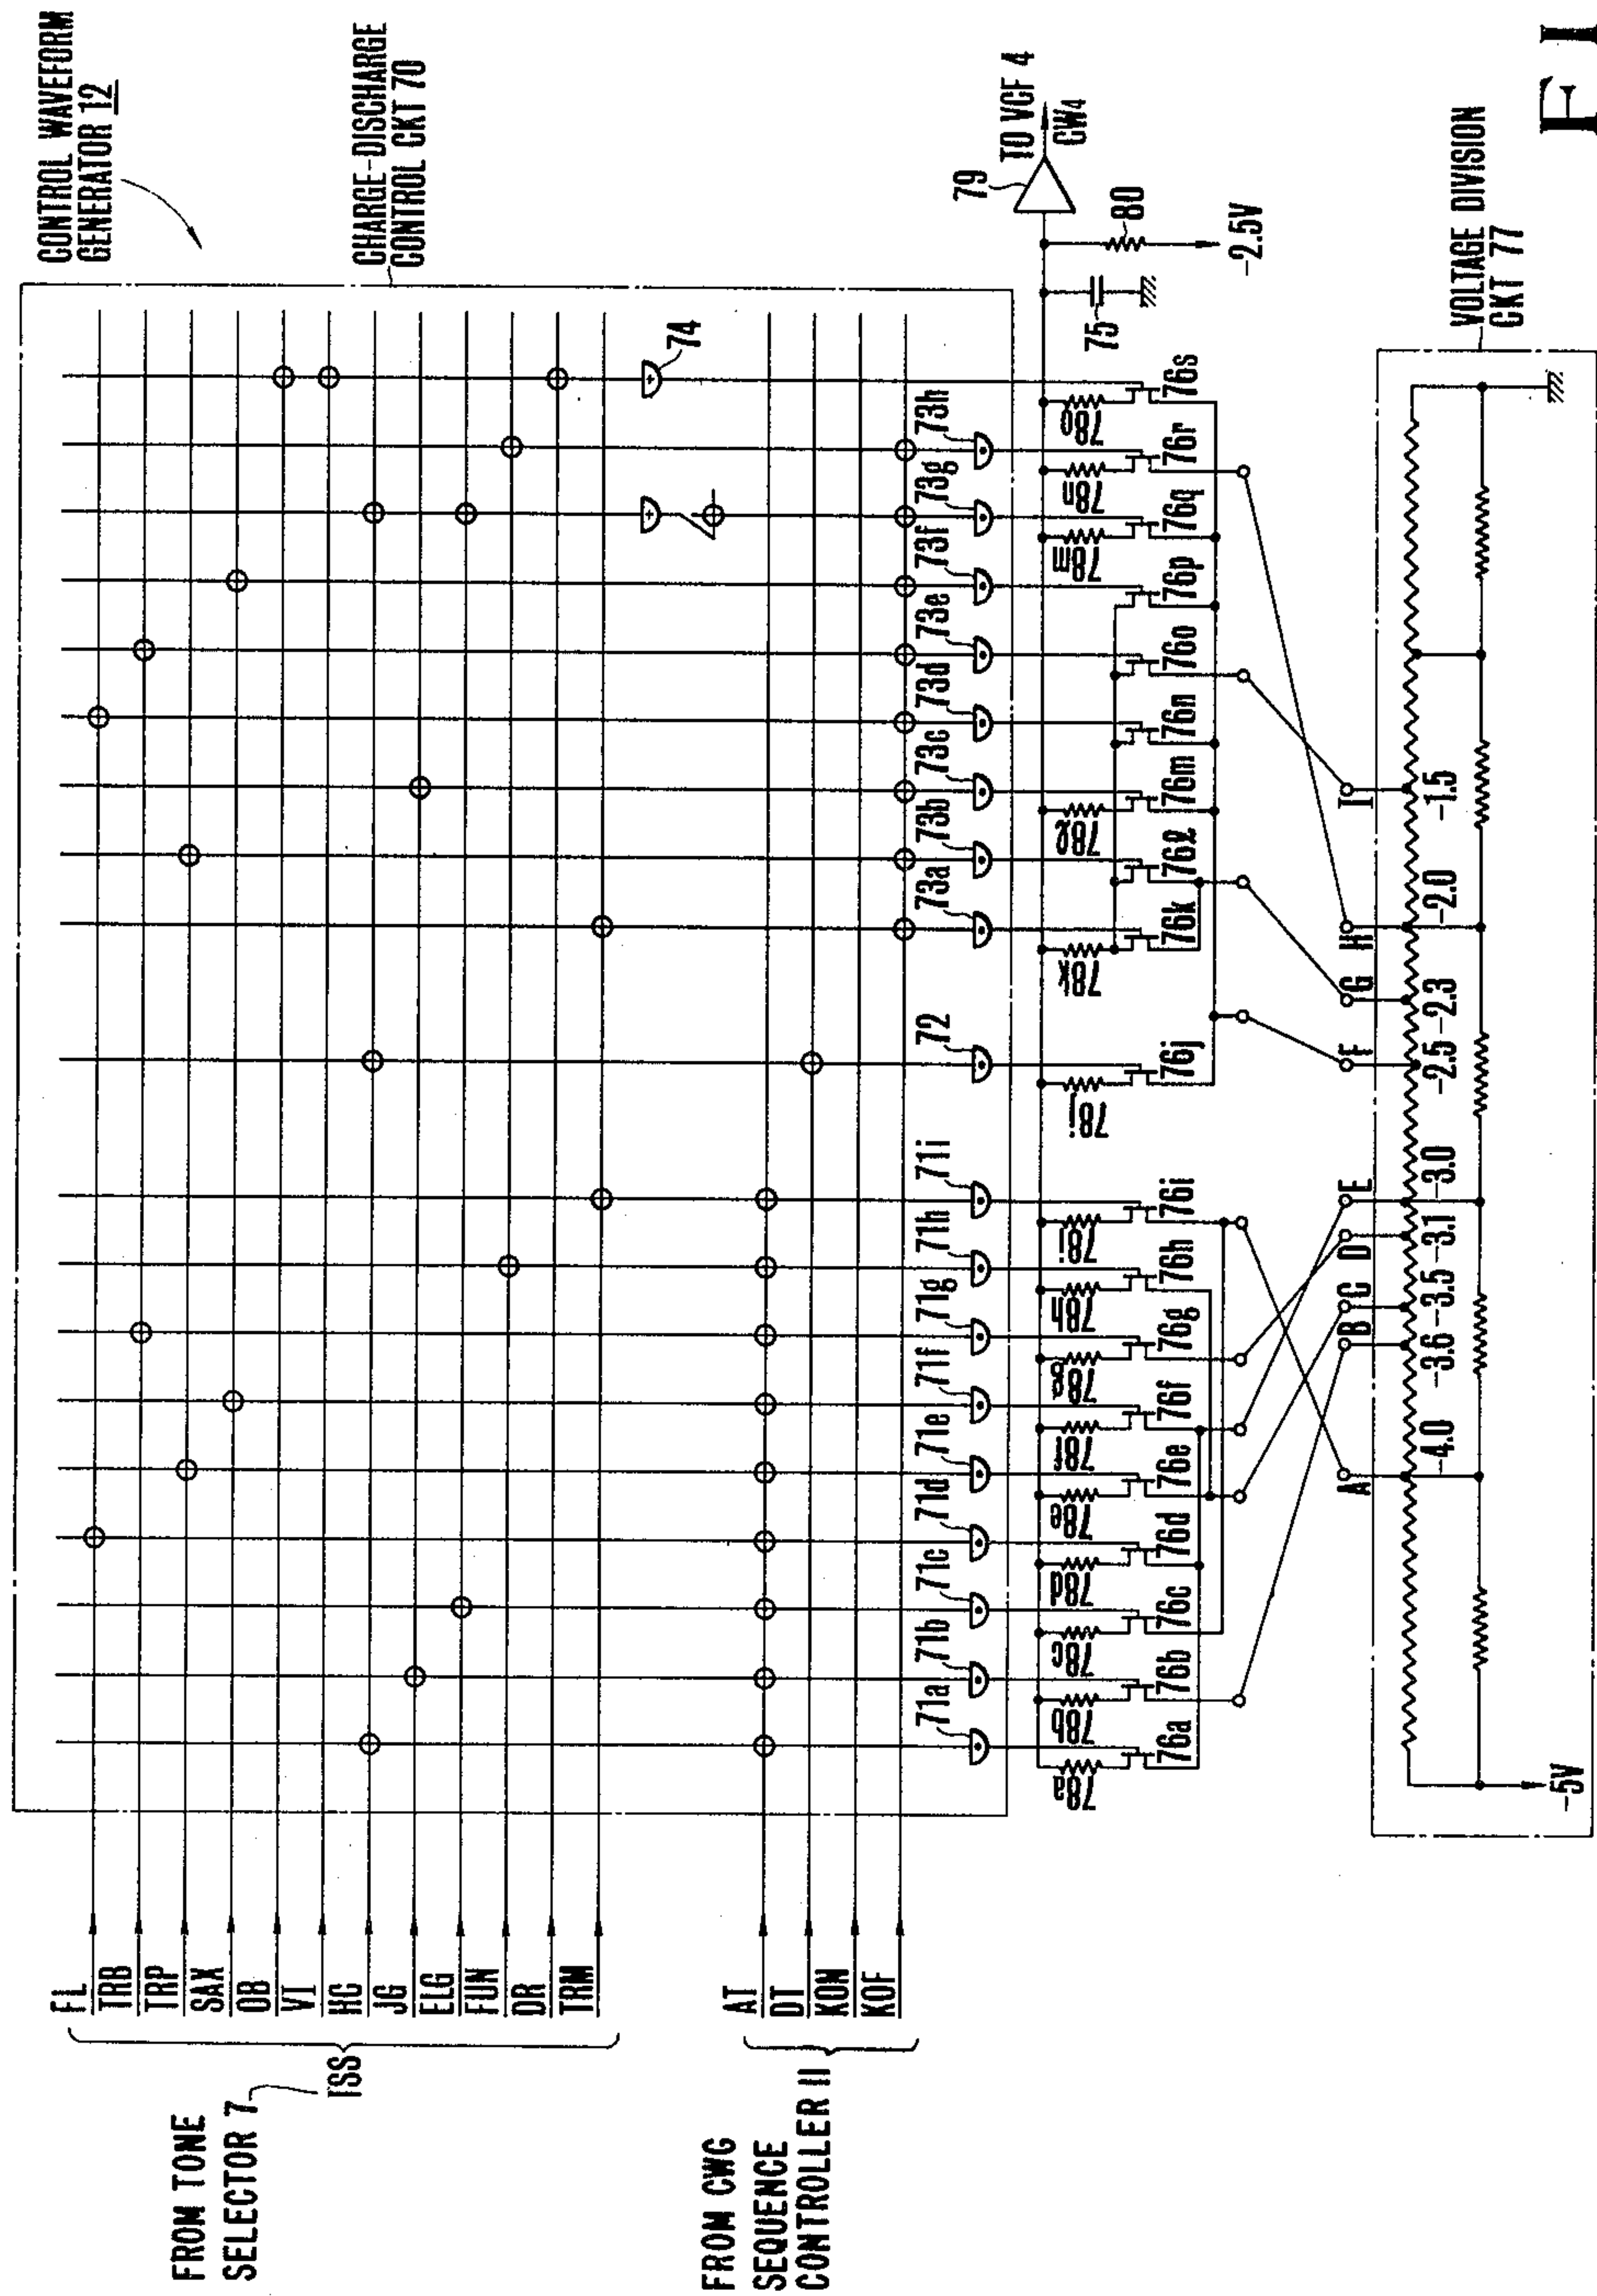 CONTROL WAVEFORM
GENERATOR 12
CHARGE-DISCHARGE
CONTROL CKT 70
FROM TONE
SELECTOR 7
TSS
FL
TRB
TRP
SAX
OB
VI
HC
JG
ELG
FUN
DR
TRM
FROM CWG
SEQUENCE
CONTROLLER 11
AT
DT
KON
KOF
74
71a
71b
71c
71d
71e
71f
71g
71h
71i
72
73a
73b
73c
73d
73e
73f
73g
73h
78a
78b
78c
78d
78e
78f
78g
78h
78i
78j
78k
78ℓ
78m
78n
78o
76a
76b
76c
76d
76e
76f
76g
76h
76i
76j
76k
76ℓ
76m
76n
76o
76p
76q
76r
76s
75
79
TO VCF 4
CW4
80
-2.5V
A
B
C
D
E
F
G
H
I
-4.0
-3.6
-3.5
-3.1
-3.0
-2.5
-2.3
-2.0
-1.5
-5V
VOLTAGE DIVISION
CKT 77
F I